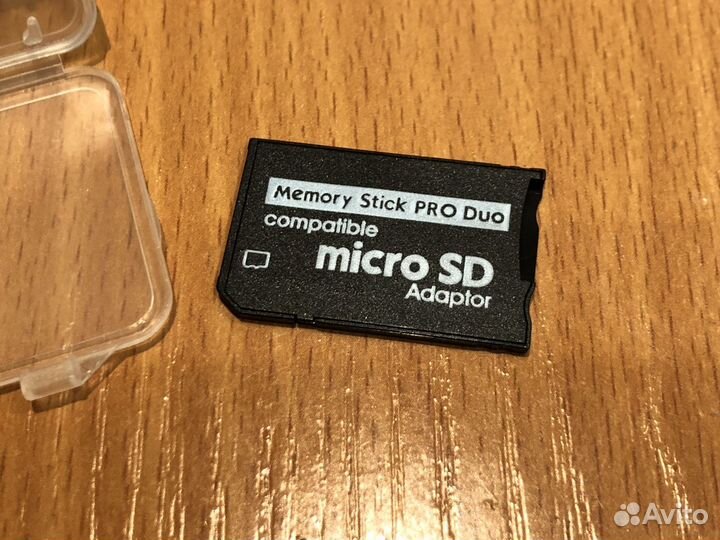 Memory Stick PRO Duo
compatible
micro SD
Adaptor
Avito